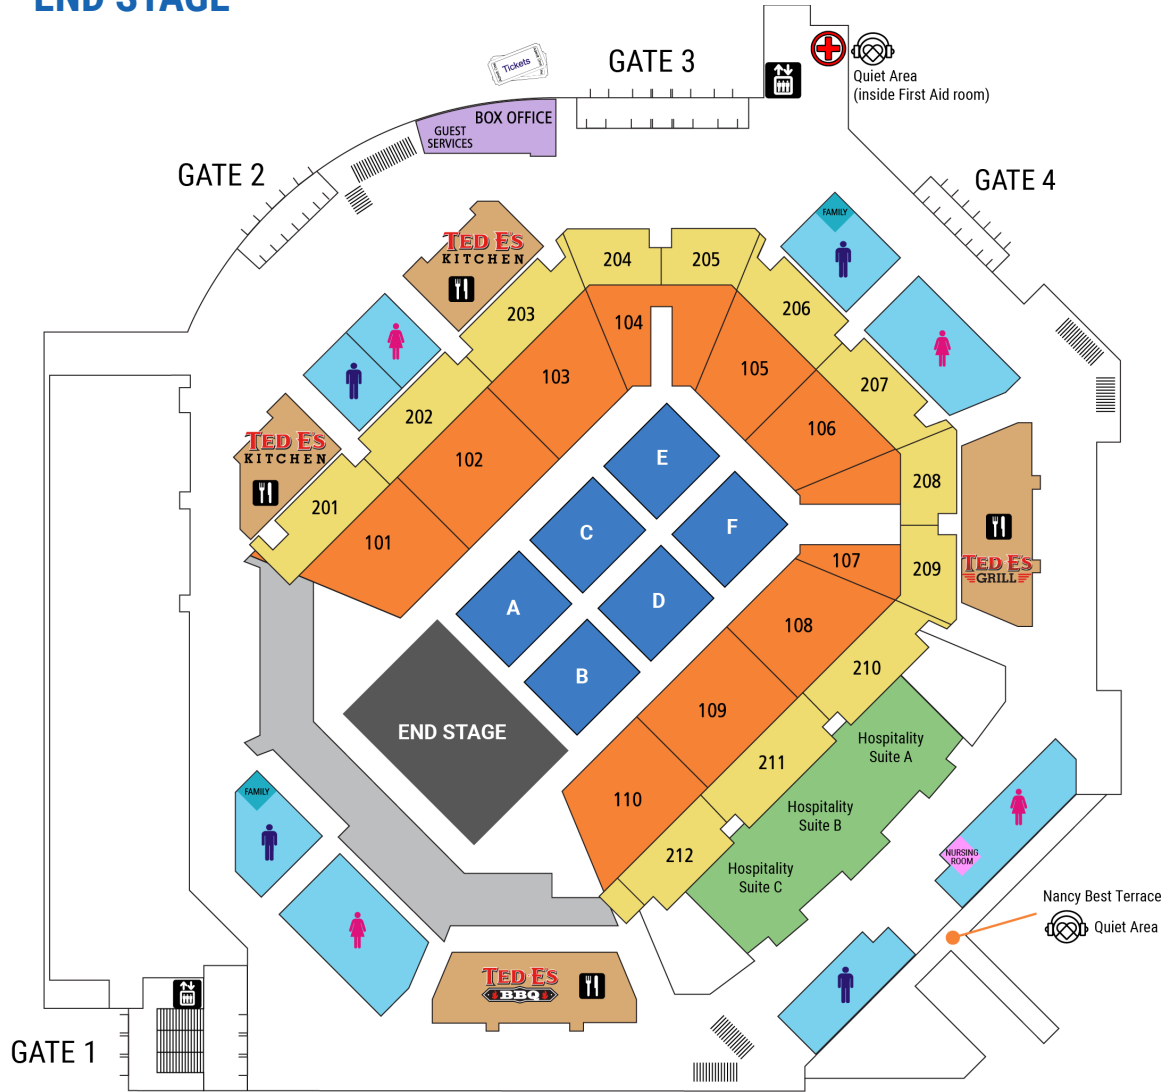 END STAGE
GATE 3
Tickets
Quiet Area
(inside First Aid room)
BOX OFFICE
GUEST
SERVICES
GATE 2
GATE 4
FAMILY
TED E'S
KITCHEN
204
205
206
203
104
103
105
207
202
106
TED E'S
KITCHEN
102
201
101
208
E
C
F
A
D
B
107
209
TED E'S
GRILL
108
210
109
211
110
212
END STAGE
Hospitality
Suite A
Hospitality
Suite B
Hospitality
Suite C
FAMILY
NURSING
ROOM
Nancy Best Terrace
Quiet Area
TED E'S
BBQ
GATE 1